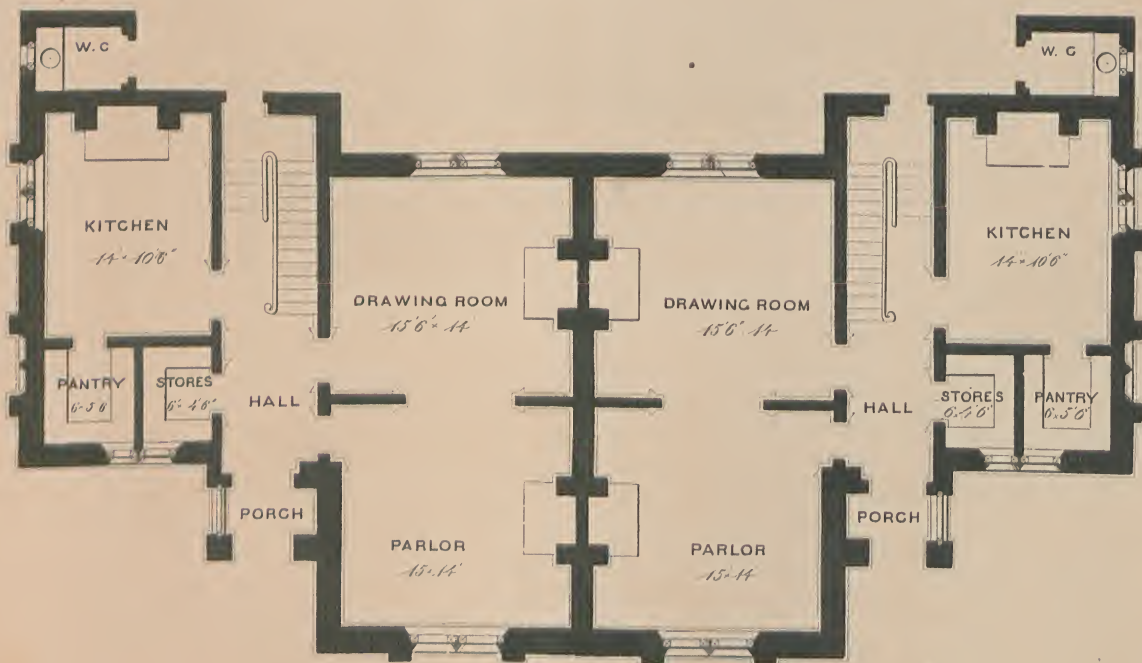 W. C
W. C
KITCHEN
14' × 10'6"
KITCHEN
14' × 10'6"
DRAWING ROOM
15'6" × 14'
DRAWING ROOM
15'6" 14
PANTRY
6' × 5'6
STORES
6' × 4'6"
HALL
HALL
STORES
6' × 4'6"
PANTRY
6' × 5'6"
PORCH
PORCH
PARLOR
15' × 14'
PARLOR
15' × 14